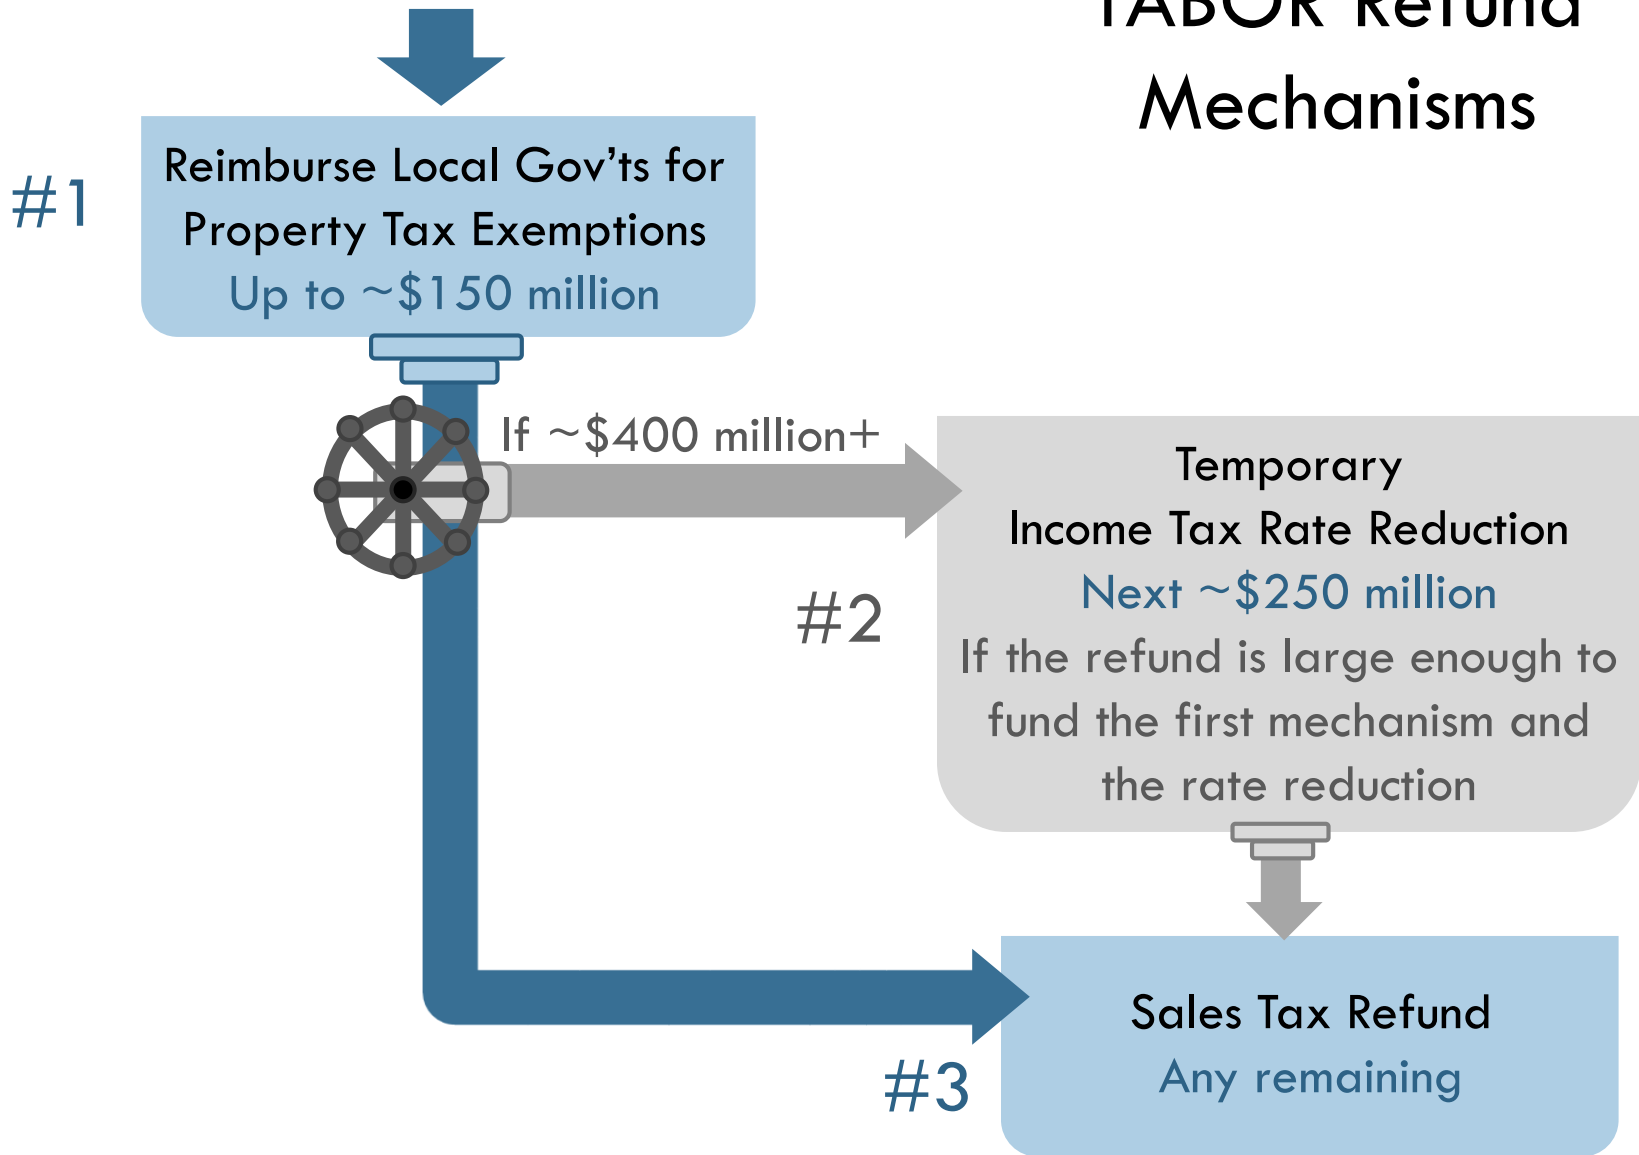 TABOR Refund
Mechanisms
#1
Reimburse Local Gov’ts for
Property Tax Exemptions
Up to ~$150 million
If ~$400 million+
#2
Temporary
Income Tax Rate Reduction
Next ~$250 million
If the refund is large enough to
fund the first mechanism and
the rate reduction
#3
Sales Tax Refund
Any remaining